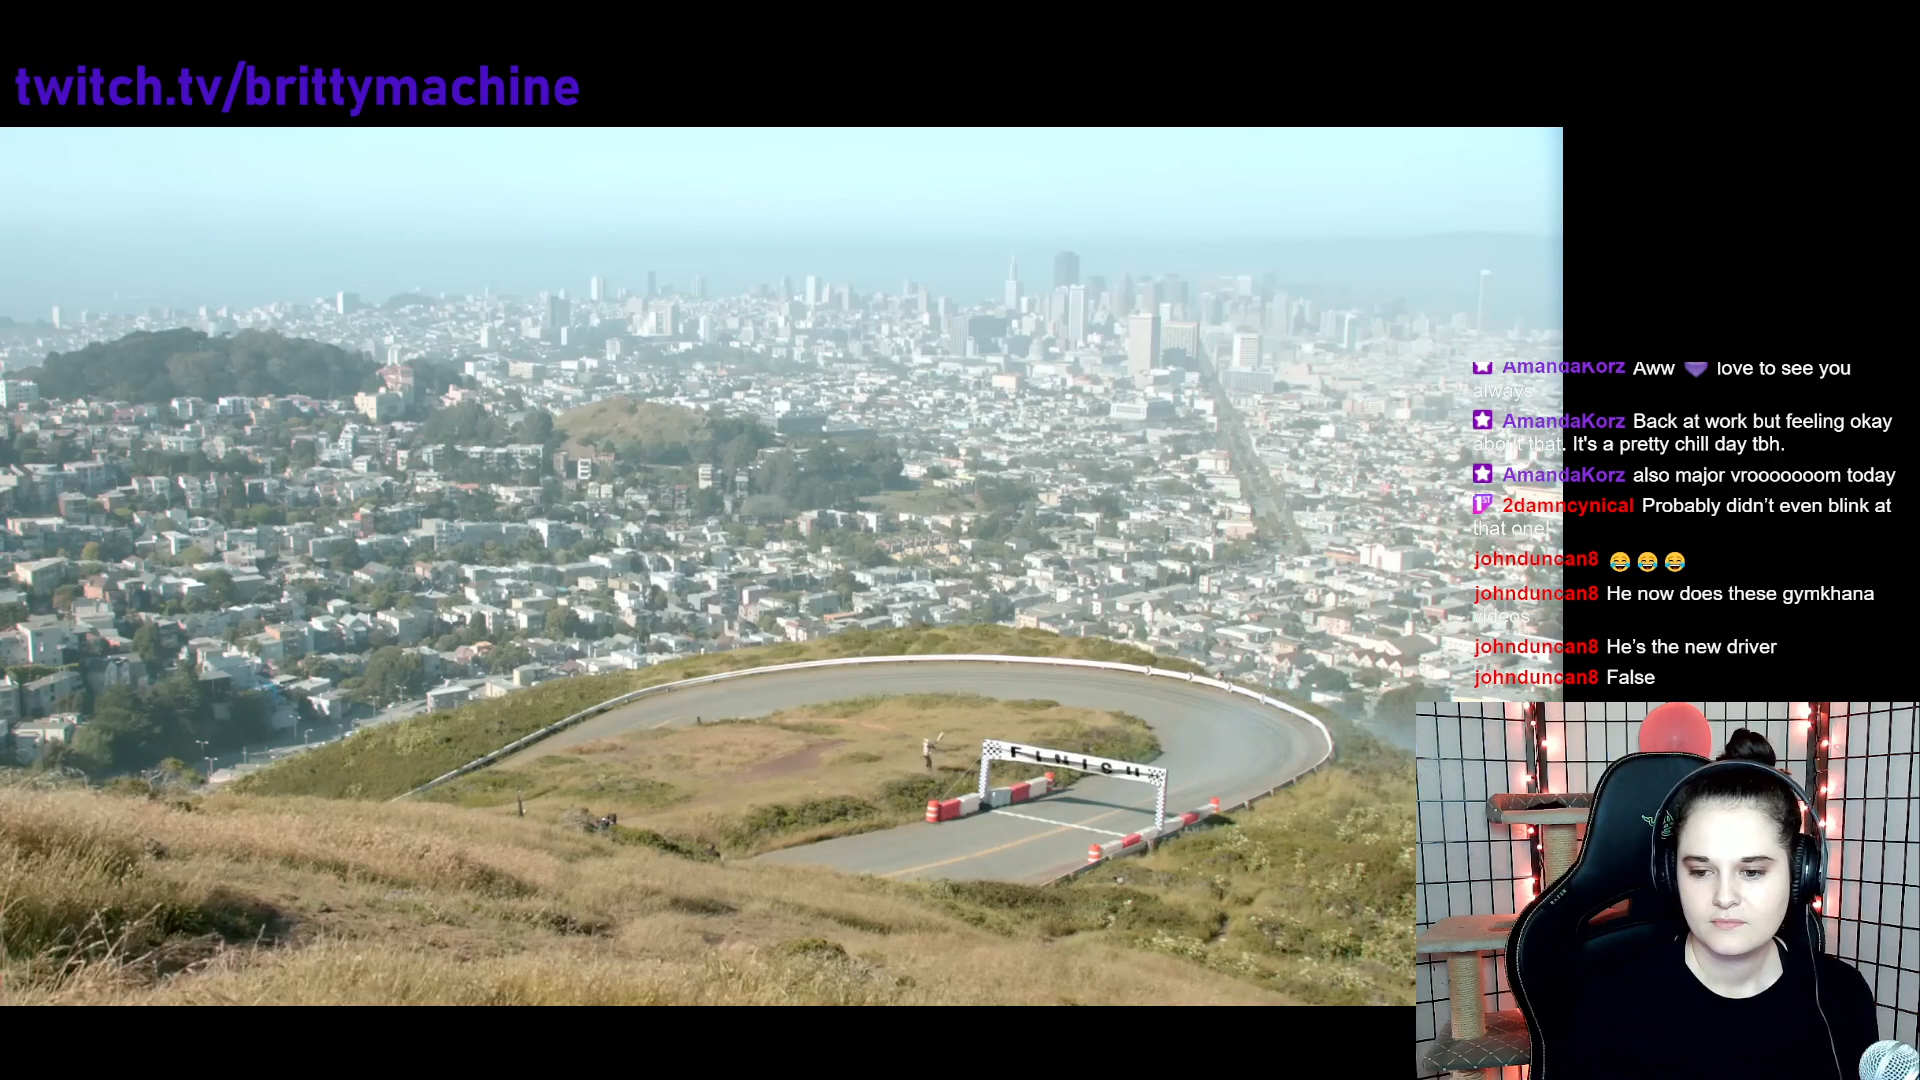 twitch.tv/brittymachine
AmandaKorz Aww love to see you
always
AmandaKorz Back at work but feeling okay
about that. It's a pretty chill day tbh.
AmandaKorz also major vrooooooom today
1ST 2damncynical Probably didn’t even blink at
that one!
johnduncan8
johnduncan8 He now does these gymkhana
videos
johnduncan8 He’s the new driver
johnduncan8 False
FINISH